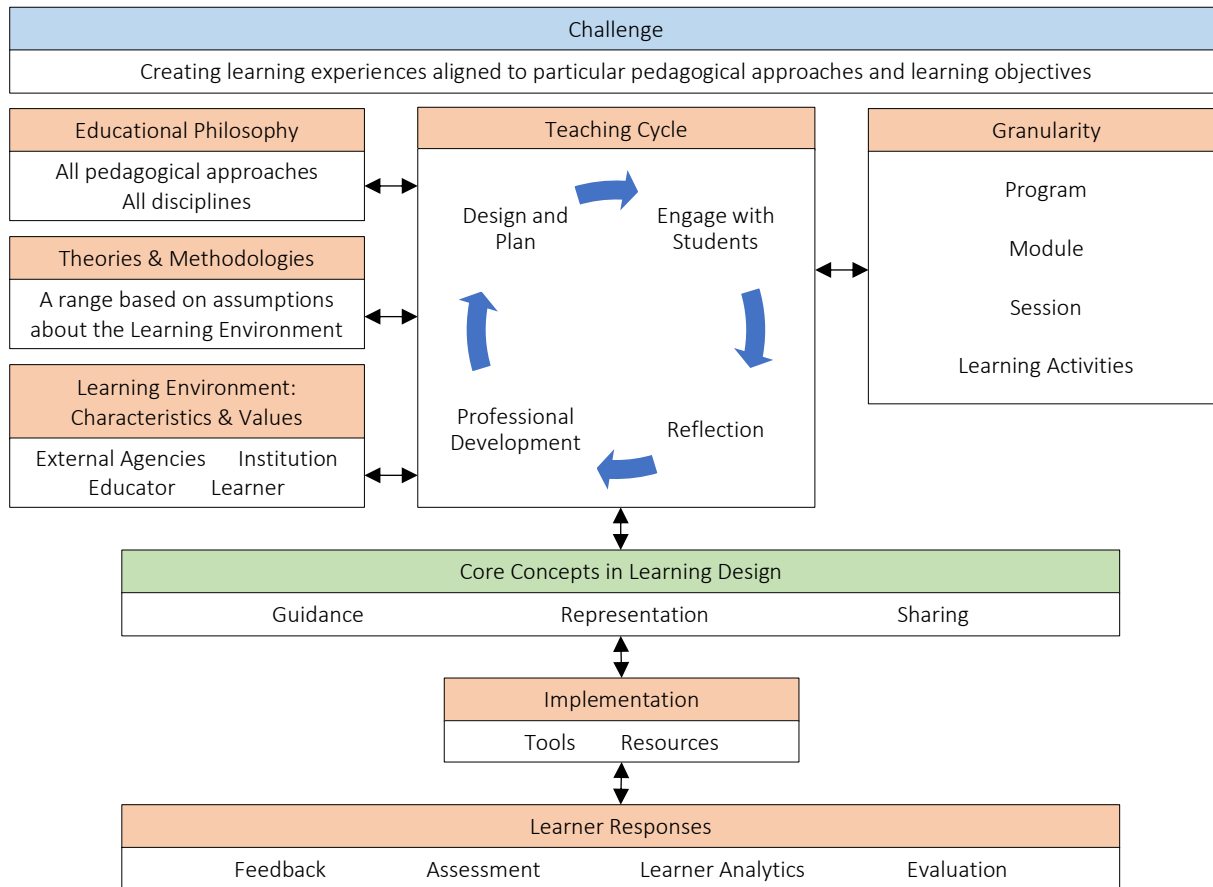 Challenge
Creating learning experiences aligned to particular pedagogical approaches and learning objectives
Educational Philosophy
All pedagogical approaches
All disciplines
Theories & Methodologies
A range based on assumptions
about the Learning Environment
Learning Environment:
Characteristics & Values
External Agencies Institution
Educator Learner
Teaching Cycle
Design and
Plan
Engage with
Students
Professional
Development
Reflection
Granularity
Program
Module
Session
Learning Activities
Core Concepts in Learning Design
Guidance Representation Sharing
Implementation
Tools Resources
Learner Responses
Feedback Assessment Learner Analytics Evaluation